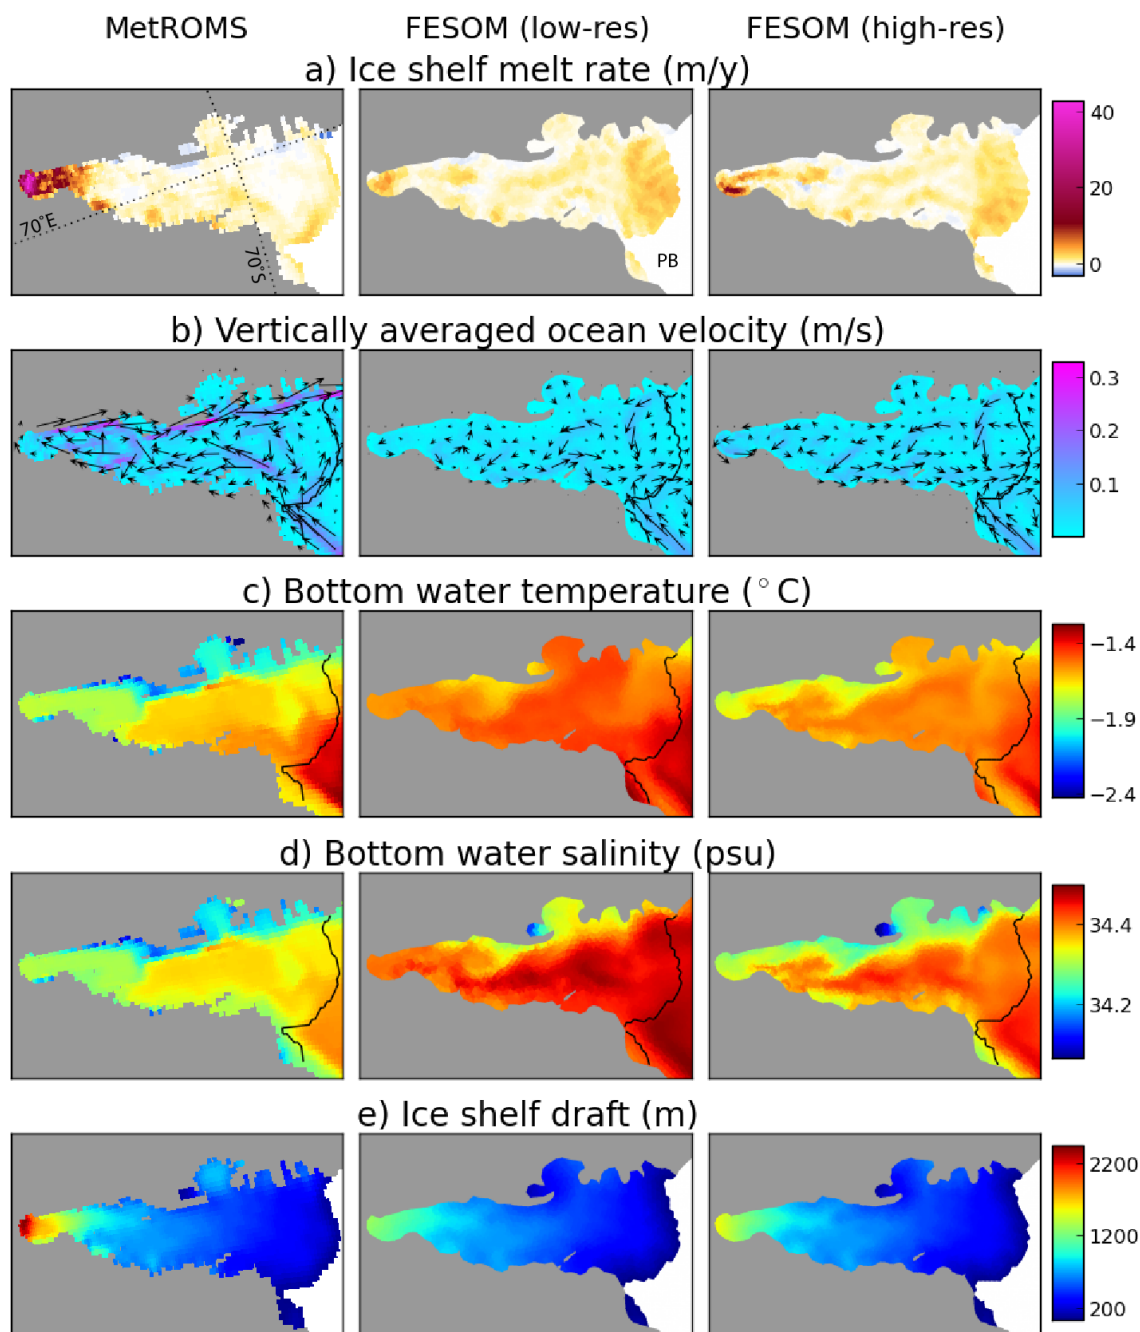 MetROMS FESOM (low-res) FESOM (high-res)
a) Ice shelf melt rate (m/y)
40
20
0
70°E
70°S
PB
b) Vertically averaged ocean velocity (m/s)
0.3
0.2
0.1
c) Bottom water temperature (°C)
−1.4
−1.9
−2.4
d) Bottom water salinity (psu)
34.4
34.2
e) Ice shelf draft (m)
2200
1200
200